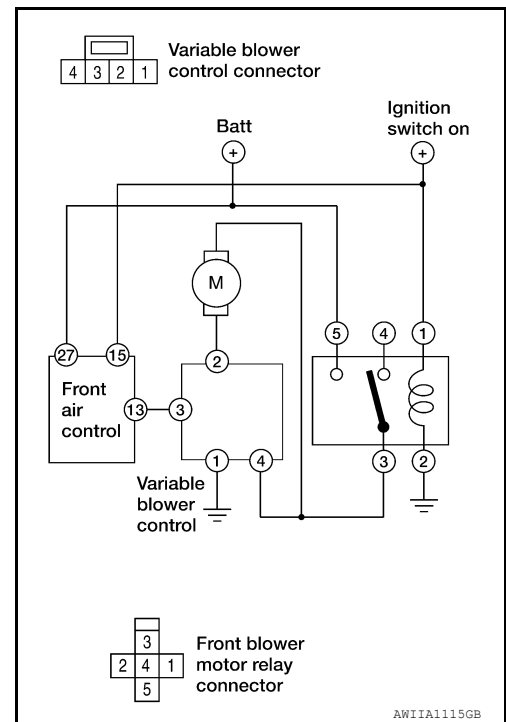 Variable blower
control connector
4 3 2 1
Ignition
switch on
Batt
+
+
M
5 4 1
27 15
2
Front
air
control
13 3
1 4
3 2
Variable
blower
control
3
2 4 1
5
Front blower
motor relay
connector
AWIIA1115GB